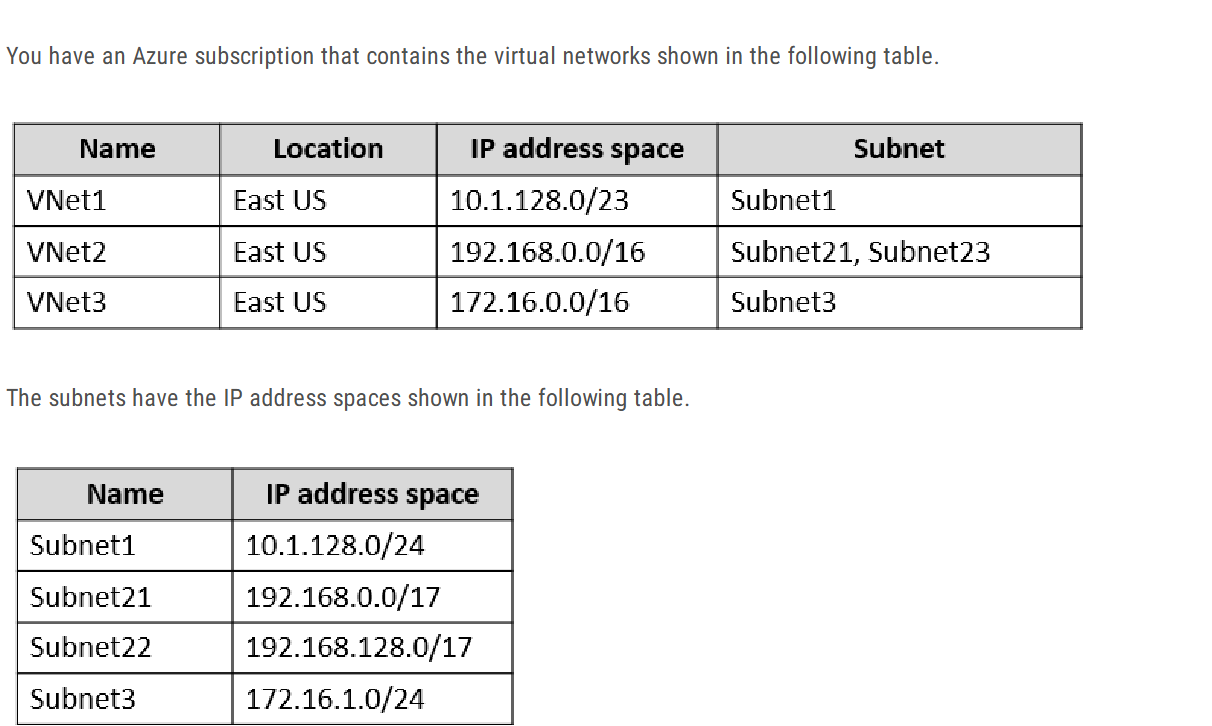 You have an Azure subscription that contains the virtual networks shown in the following table.
Name Location IP address space Subnet
VNet1 East US 10.1.128.0/23 Subnet1
VNet2 East US 192.168.0.0/16 Subnet21, Subnet23
VNet3 East US 172.16.0.0/16 Subnet3
The subnets have the IP address spaces shown in the following table.
Name IP address space
Subnet1 10.1.128.0/24
Subnet21 192.168.0.0/17
Subnet22 192.168.128.0/17
Subnet3 172.16.1.0/24